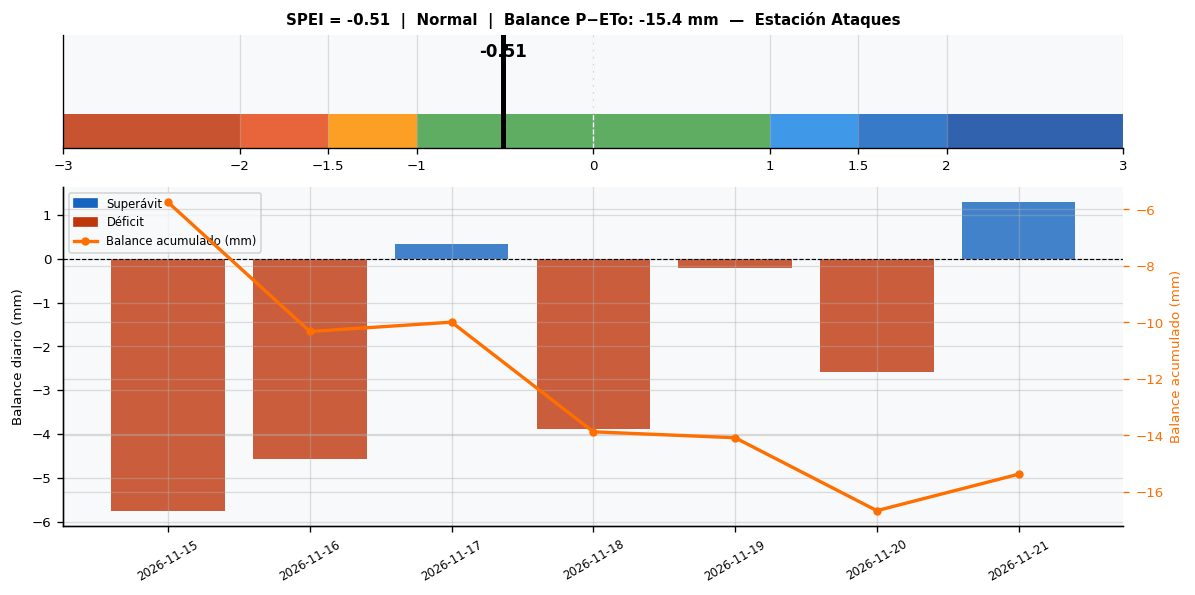 SPEI = -0.51 | Normal | Balance P−ETo: -15.4 mm — Estación Ataques
-0.51
−3 −2 −1.5 −1 0 1 1.5 2 3
Superávit
Déficit
Balance acumulado (mm)
Balance diario (mm)
1
0
−1
−2
−3
−4
−5
−6
−6
−8
−10
−12
−14
−16
Balance acumulado (mm)
2026-11-15 2026-11-16 2026-11-17 2026-11-18 2026-11-19 2026-11-20 2026-11-21